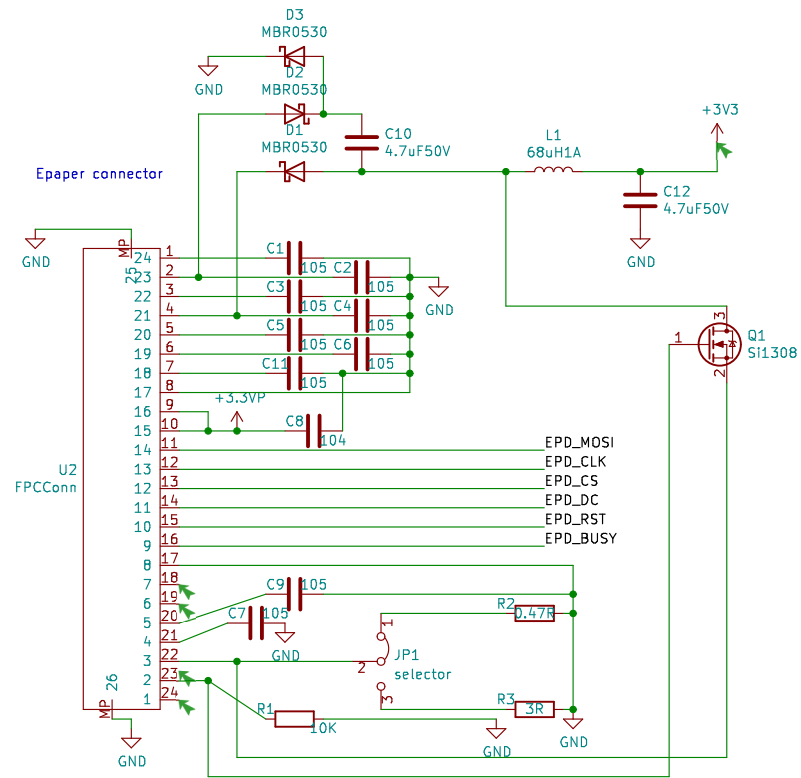 D3
MBR0530
GND
D2
MBR0530
D1
MBR0530
C10
4.7uF50V
L1
68uH1A
+3V3
C12
4.7uF50V
GND
Epaper connector
GND
MP
25
24 1
23 2
22 3
21 4
20 5
19 6
18 7
17 8
16 9
15 10
14 11
13 12
12 13
11 14
10 15
9 16
8 17
7 18
6 19
5 20
4 21
3 22
2 23
1 24
26
MP
GND
U2
FPCConn
C1
105
C2
105
C3
105
C4
105
C5
105
C6
105
C11
105
GND
+3.3VP
C8
104
EPD_MOSI
EPD_CLK
EPD_CS
EPD_DC
EPD_RST
EPD_BUSY
3
1
2
Q1
Si1308
C9
105
C7
105
GND
1
2
3
JP1
selector
R2
0.47R
R3
3R
GND
R1
10K
GND